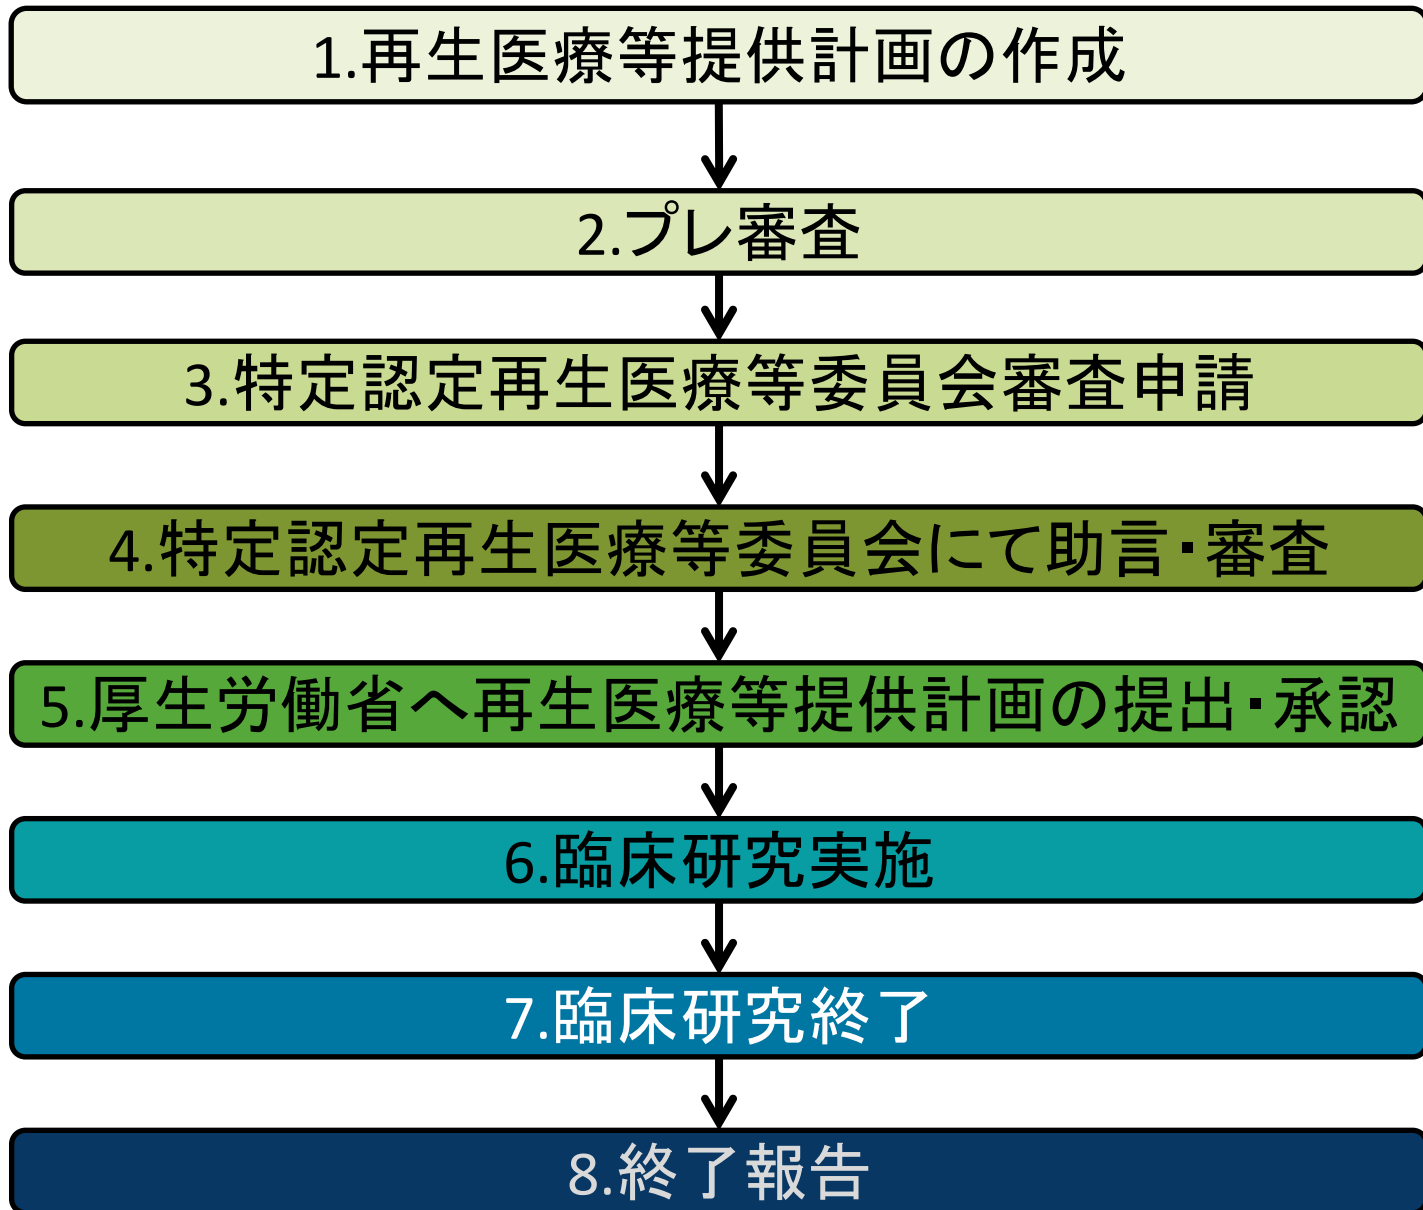 1.再生医療等提供計画の作成
2.プレ審査
3.特定認定再生医療等委員会審査申請
4.特定認定再生医療等委員会にて助言・審査
5.厚生労働省へ再生医療等提供計画の提出・承認
6.臨床研究実施
7.臨床研究終了
8.終了報告